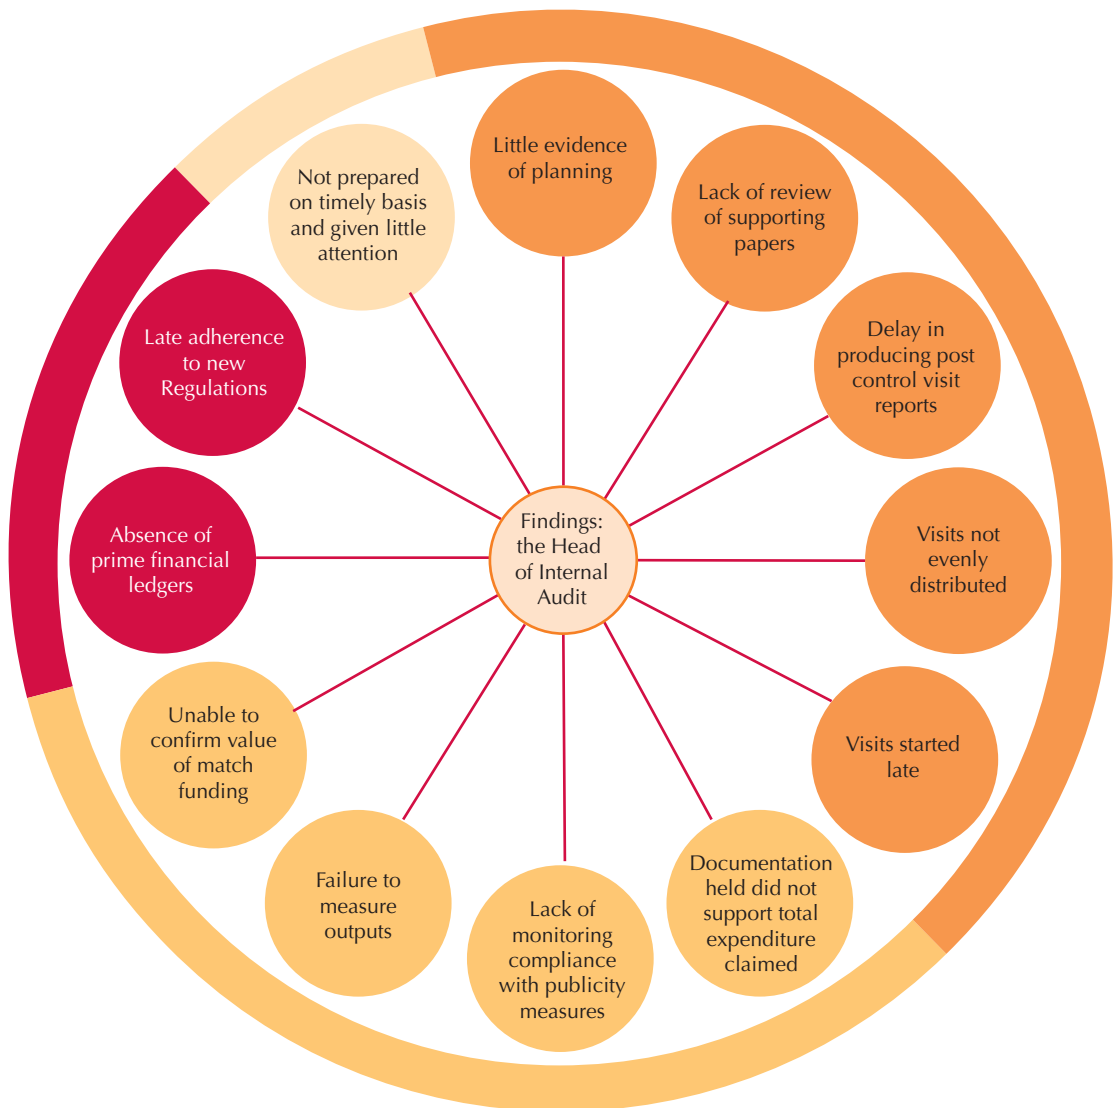 Little evidence
of planning
Lack of review
of supporting
papers
Delay in
producing post
control visit
reports
Visits not
evenly
distributed
Visits started
late
Documentation
held did not
support total
expenditure
claimed
Lack of
monitoring
compliance
with publicity
measures
Failure to
measure
outputs
Unable to
confirm value
of match
funding
Absence of
prime financial
ledgers
Late adherence
to new
Regulations
Not prepared
on timely basis
and given little
attention
Findings:
the Head
of Internal
Audit